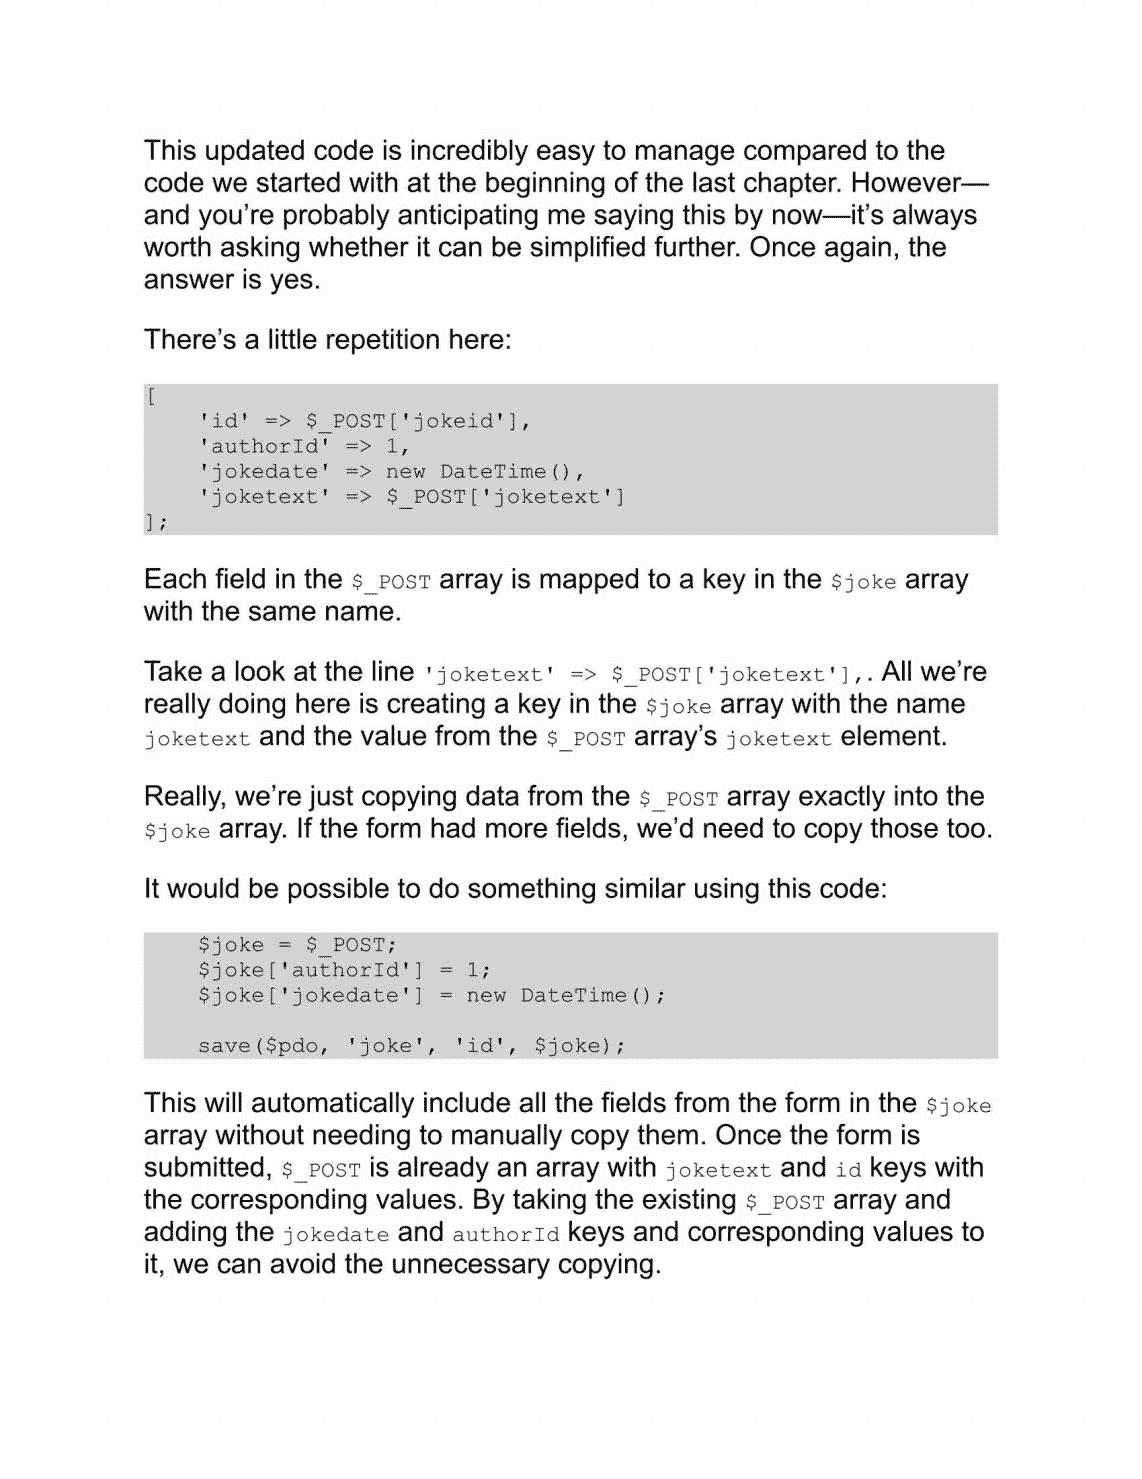 This updated code is incredibly easy to manage compared to the
code we started with at the beginning of the last chapter. However—
and you’re probably anticipating me saying this by now—it’s always
worth asking whether it can be simplified further. Once again, the
answer is yes.
There’s a little repetition here:
[
    'id' => $_POST['jokeid'],
    'authorId' => 1,
    'jokedate' => new DateTime(),
    'joketext' => $_POST['joketext']
];
Each field in the $_POST array is mapped to a key in the $joke array
with the same name.
Take a look at the line 'joketext' => $_POST['joketext'],. All we’re
really doing here is creating a key in the $joke array with the name
joketext and the value from the $_POST array’s joketext element.
Really, we’re just copying data from the $_POST array exactly into the
$joke array. If the form had more fields, we’d need to copy those too.
It would be possible to do something similar using this code:
    $joke = $_POST;
    $joke['authorId'] = 1;
    $joke['jokedate'] = new DateTime();
    save($pdo, 'joke', 'id', $joke);
This will automatically include all the fields from the form in the $joke
array without needing to manually copy them. Once the form is
submitted, $_POST is already an array with joketext and id keys with
the corresponding values. By taking the existing $_POST array and
adding the jokedate and authorId keys and corresponding values to
it, we can avoid the unnecessary copying.